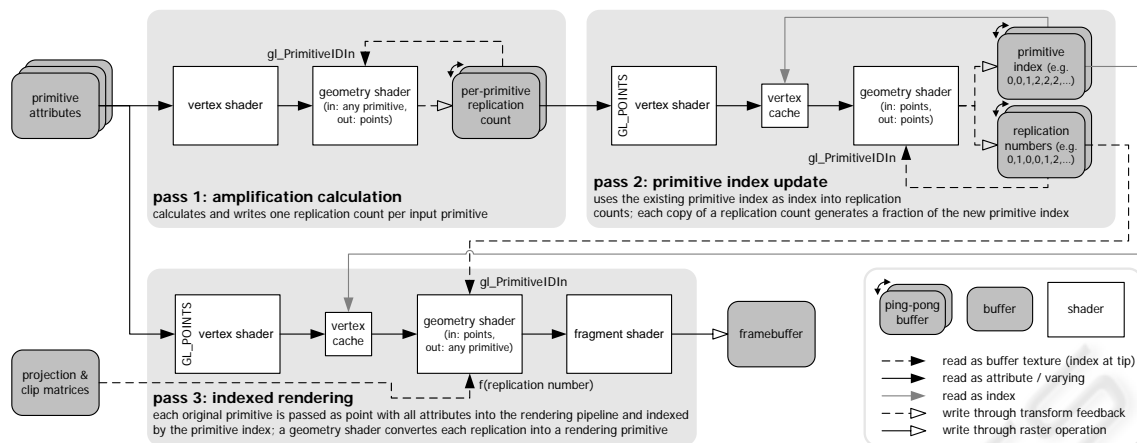 primitive
attributes
vertex shader
gl_PrimitiveIDIn
geometry shader
(in: any primitive,
out: points)
per-primitive
replication
count
pass 1: amplification calculation
calculates and writes one replication count per input primitive
GL_POINTS
vertex shader
vertex
cache
geometry shader
(in: points,
out: points)
gl_PrimitiveIDIn
primitive
index (e.g.
0,0,1,2,2,2,...)
replication
numbers (e.g.
0,1,0,0,1,2,...)
pass 2: primitive index update
uses the existing primitive index as index into replication
counts; each copy of a replication count generates a fraction of the new primitive index
projection &
clip matrices
GL_POINTS
vertex shader
vertex
cache
gl_PrimitiveIDIn
geometry shader
(in: points,
out: any primitive)
fragment shader
f(replication number)
framebuffer
pass 3: indexed rendering
each original primitive is passed as point with all attributes into the rendering pipeline and indexed
by the primitive index; a geometry shader convertes each replication into a rendering primitive
ping-pong
buffer
buffer
shader
read as buffer texture (index at tip)
read as attribute / varying
read as index
write through transform feedback
write through raster operation